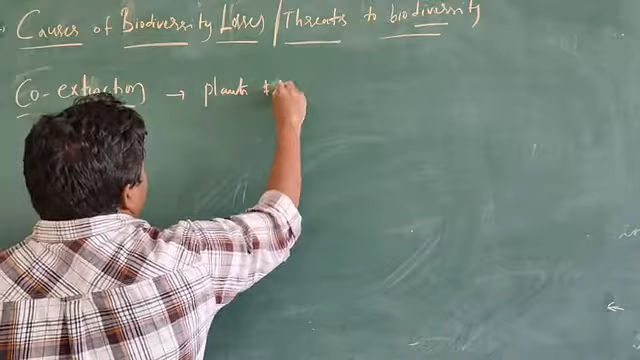 Causes of Biodiversity Losses / Threats to biodiversity
Co-extinction → plants